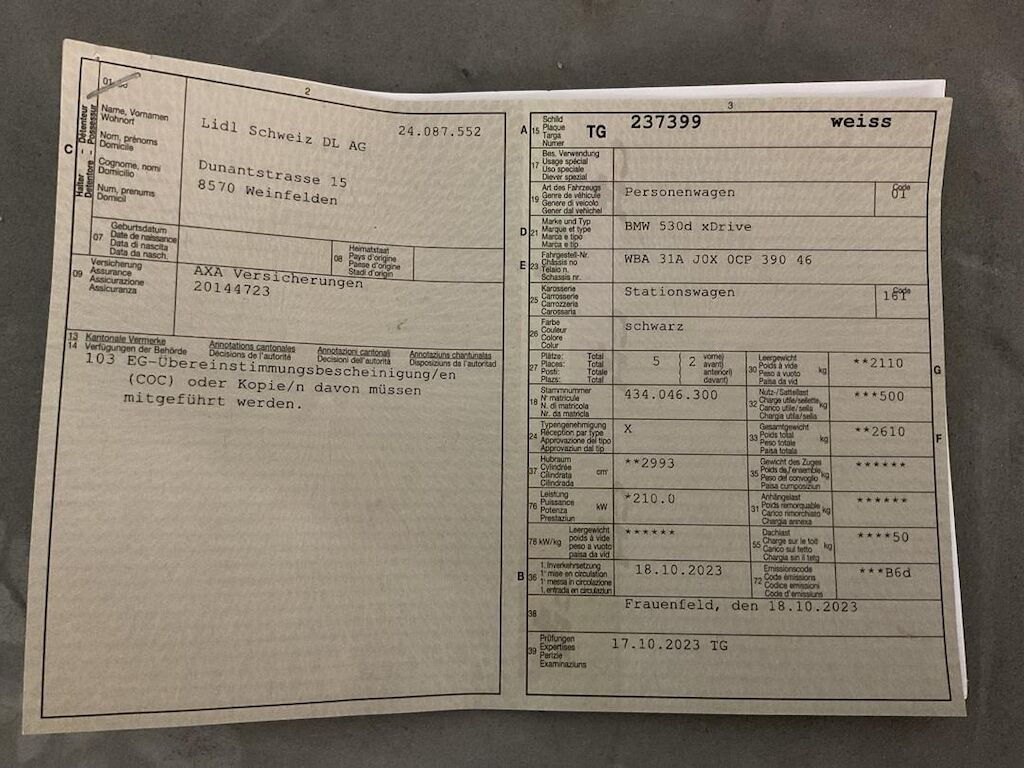 2
C
Halter Détenteur
Detentore Possessur
01-06
Name, Vornamen
Wohnort
Nom, prénoms
Domicile
Cognome, nomi
Domicilio
Num, prenums
Domicil
24.087.552
Lidl Schweiz DL AG
Dunantstrasse 15
8570 Weinfelden
07
Geburtsdatum
Date de naissance
Data di nascita
Data da nasch.
08
Heimatstaat
Pays d'origine
Paese d'origine
Stadi d'origin
09
Versicherung
Assurance
Assicurazione
Assicuranza
AXA Versicherungen
20144723
13 Kantonale Vermerke Annotations cantonales Annotazioni cantonali Annotaziuns chantunalas
14 Verfügungen der Behörde Décisions de l'autorité Decisioni dell'autorità Disposiziuns da l'autoritad
103 EG-Übereinstimmungsbescheinigung/en
(COC) oder Kopie/n davon müssen
mitgeführt werden.
3
A 15
Schild
Plaque
Targa
Numer
TG 237399 weiss
17
Bes. Verwendung
Usage spécial
Uso speciale
Diever spezial
19
Art des Fahrzeugs
Genre de véhicule
Genere di veicolo
Gener dal vehichel
Personenwagen
Code
01
D 21
Marke und Typ
Marque et type
Marca e tipo
Marca e tip
BMW 530d xDrive
E 23
Fahrgestell-Nr.
Châssis no
Telaio n.
Schassis nr.
WBA 31A J0X 0CP 390 46
25
Karosserie
Carrosserie
Carrozzeria
Carossaria
Stationswagen
Code
161
26
Farbe
Couleur
Colore
Colur
schwarz
27
Plätze: Total
Places: Total
Posti: Totale
Plazs: Total
5 2
vorne)
avant)
anteriori)
davant)
30
Leergewicht
Poids à vide
Peso a vuoto
Paisa da vid
kg
**2110
G
18
Stammnummer
N° matricule
N. di matricola
Nr. da matricla
434.046.300
32
Nutz-/Sattellast
Charge utile/sellette
Carico utile/sella
Chargia utila/sella
kg
***500
24
Typengenehmigung
Réception par type
Approvazione del tipo
Approvaziun dal tip
X
33
Gesamtgewicht
Poids total
Peso totale
Paisa totala
kg
**2610
F
37
Hubraum
Cylindrée
Cilindrata
Cilindrada
cm³
**2993
35
Gewicht des Zuges
Poids de l'ensemble
Peso del convoglio
Paisa cumposiziun
kg
******
76
Leistung
Puissance
Potenza
Prestaziun
kW
*210.0
31
Anhängelast
Poids remorquable
Carico rimorchiato
Chargia annexa
kg
******
78 kW/kg
Leergewicht
poids à vide
peso a vuoto
paisa da vid
******
55
Dachlast
Charge sur le toit
Carico sul tetto
Chargia sin il tetg
kg
****50
B 36
1. Inverkehrsetzung
1re mise en circulation
1a messa in circolazione
1. entrada en circulaziun
18.10.2023
72
Emissionscode
Code émissions
Codice emissioni
Code d'emissiuns
***B6d
38
Frauenfeld, den 18.10.2023
39
Prüfungen
Expertises
Perizie
Examinaziuns
17.10.2023 TG